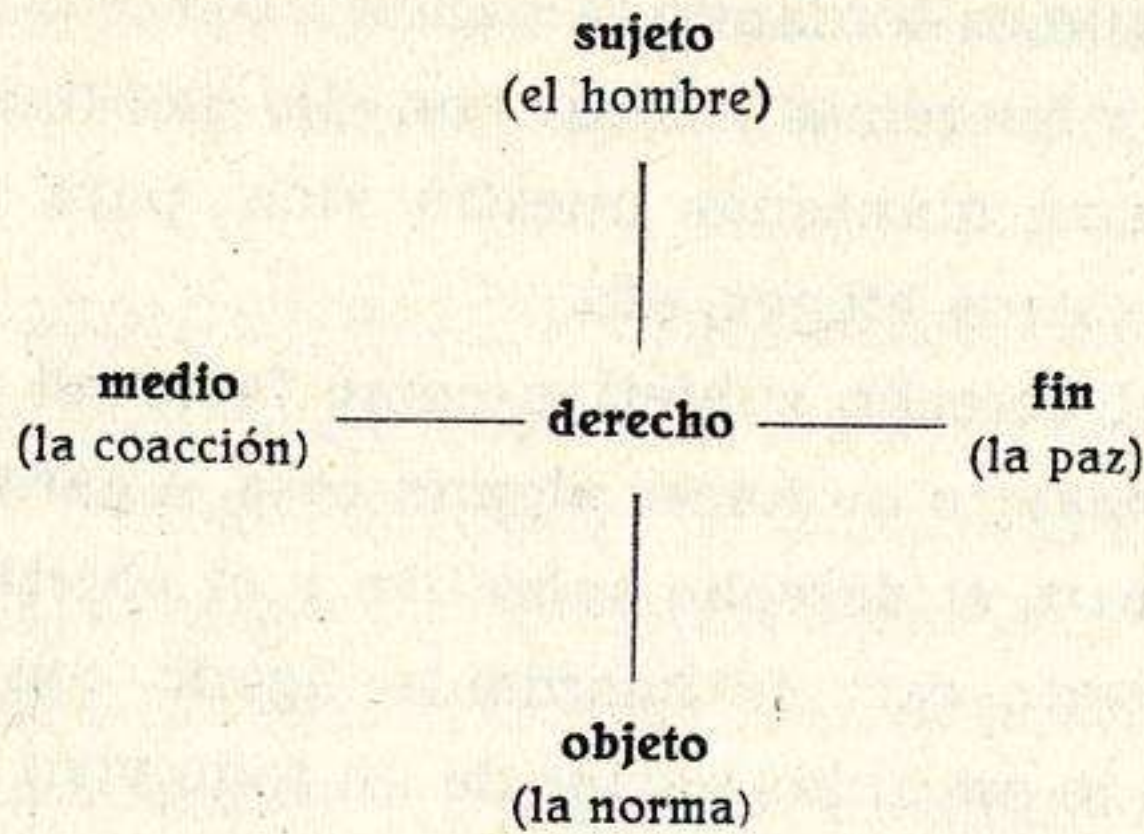 sujeto
(el hombre)
medio
(la coacción)
derecho
fin
(la paz)
objeto
(la norma)